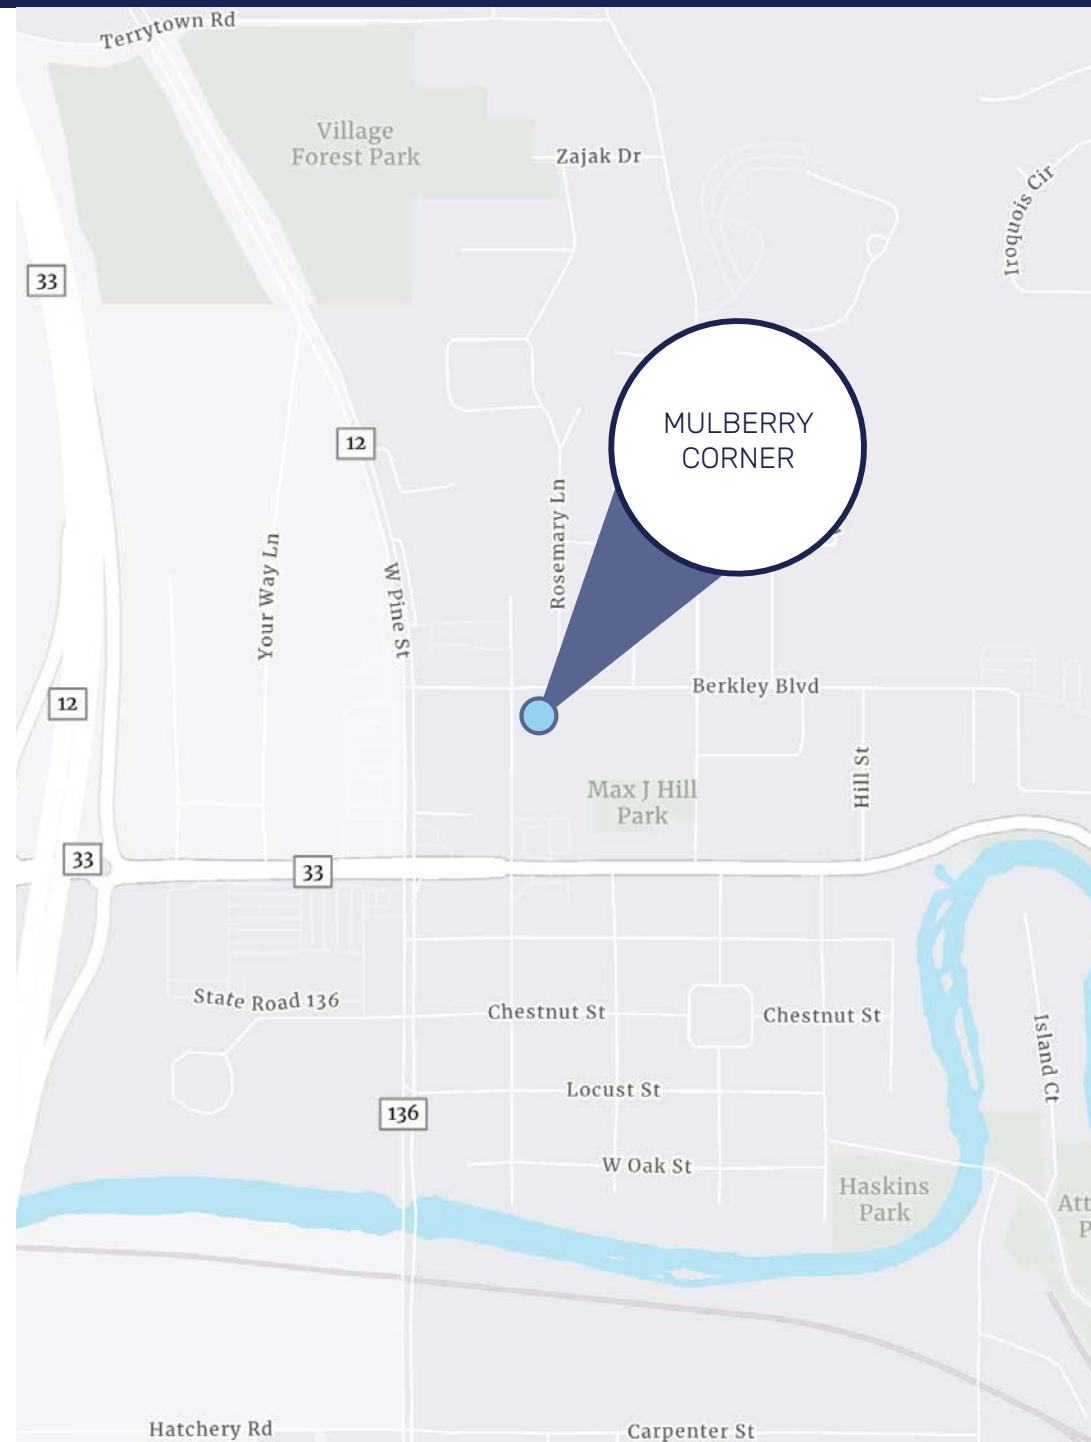 Terrytown Rd
Village
Forest Park
Zajak Dr
Iroquois Cir
33
MULBERRY
CORNER
12
Rosemary Ln
Your Way Ln
W Pine St
Berkley Blvd
12
Hill St
Max J Hill
Park
33
33
State Road 136
Chestnut St
Chestnut St
Island Ct
Locust St
136
W Oak St
Haskins
Park
Att
P
Hatchery Rd
Carpenter St